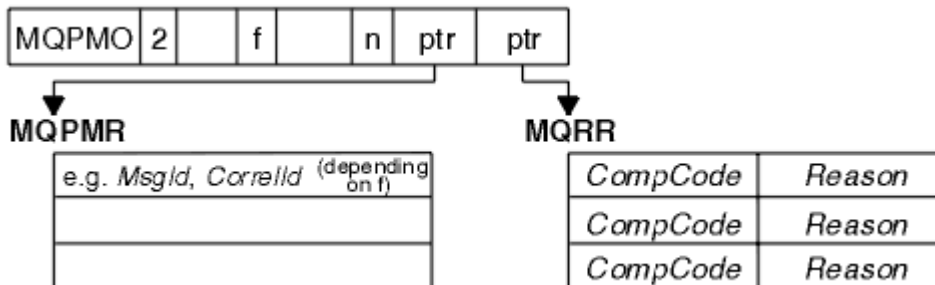 MQPMO 2 f n ptr ptr
MQPMR MQRR
e.g. MsgId, CorrelId (depending on f) CompCode Reason
CompCode Reason
CompCode Reason